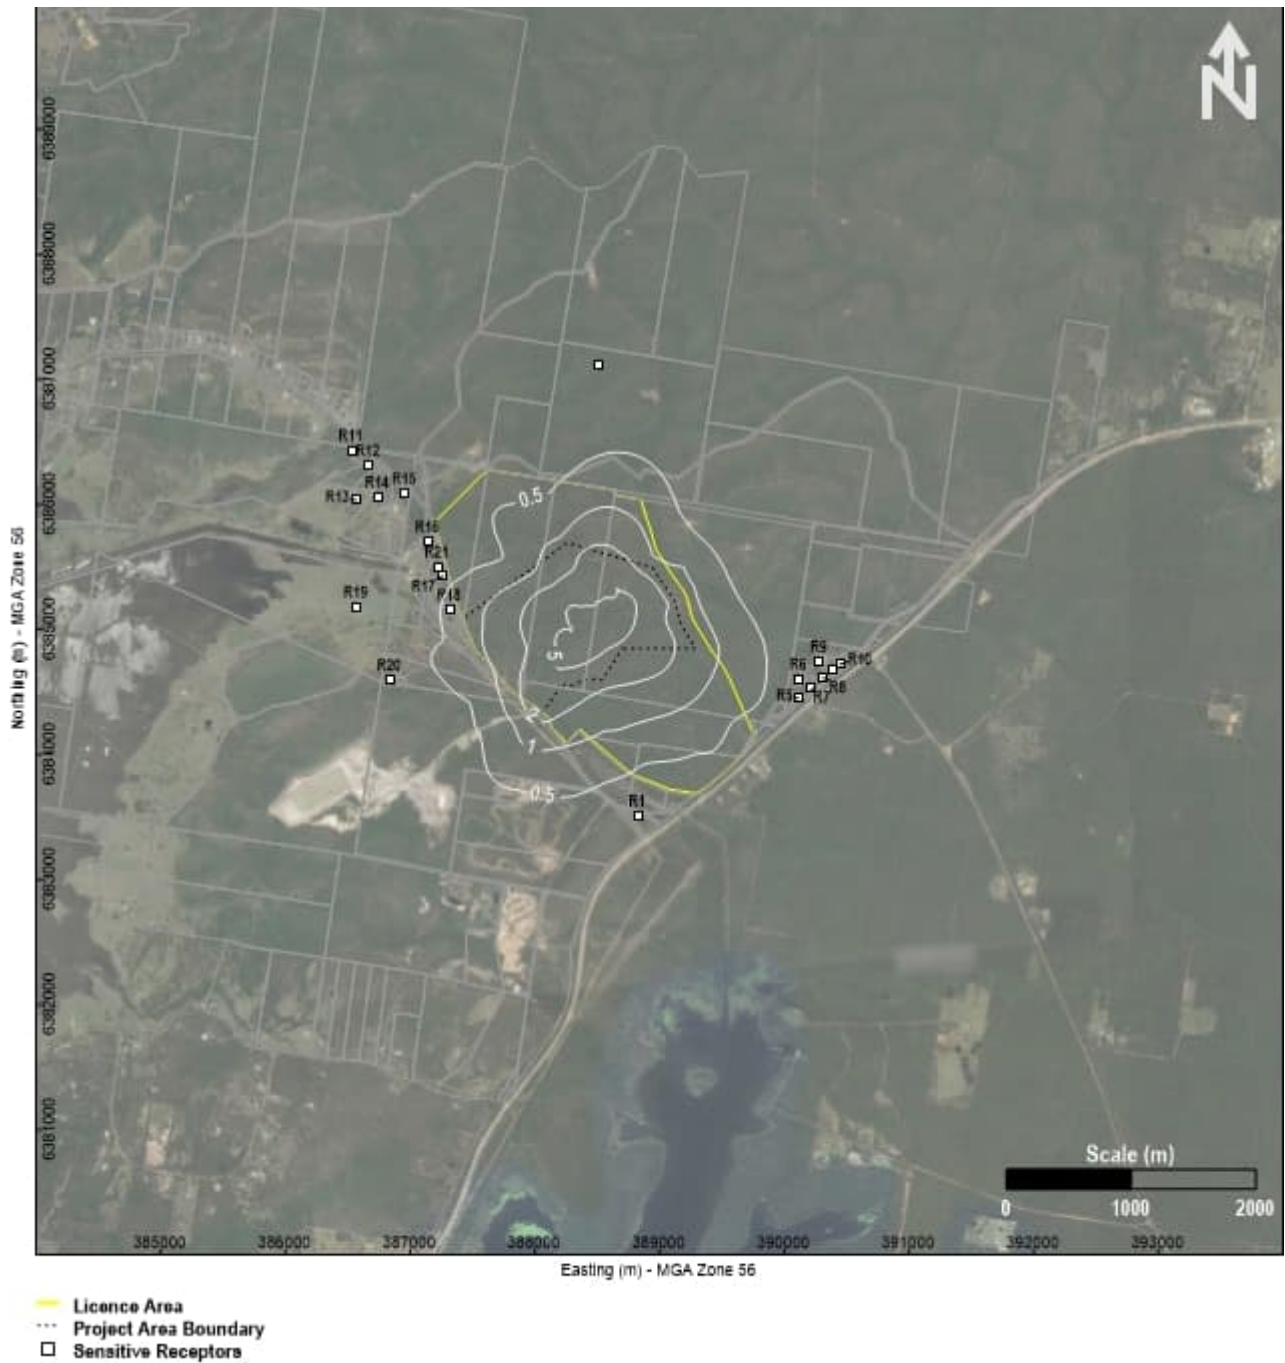 N
6389000
6388000
6387000
6386000
6385000
6384000
6383000
6382000
6381000
Northing (m) - MGA Zone 56
R11
R12
R13
R14
R15
R16
R21
R17
R18
R19
R20
R1
R9
R10
R6
R5
R7
R8
0.5
5
2
1
0.5
Scale (m)
0 1000 2000
385000 386000 387000 388000 389000 390000 391000 392000 393000
Easting (m) - MGA Zone 56
Licence Area
Project Area Boundary
Sensitive Receptors